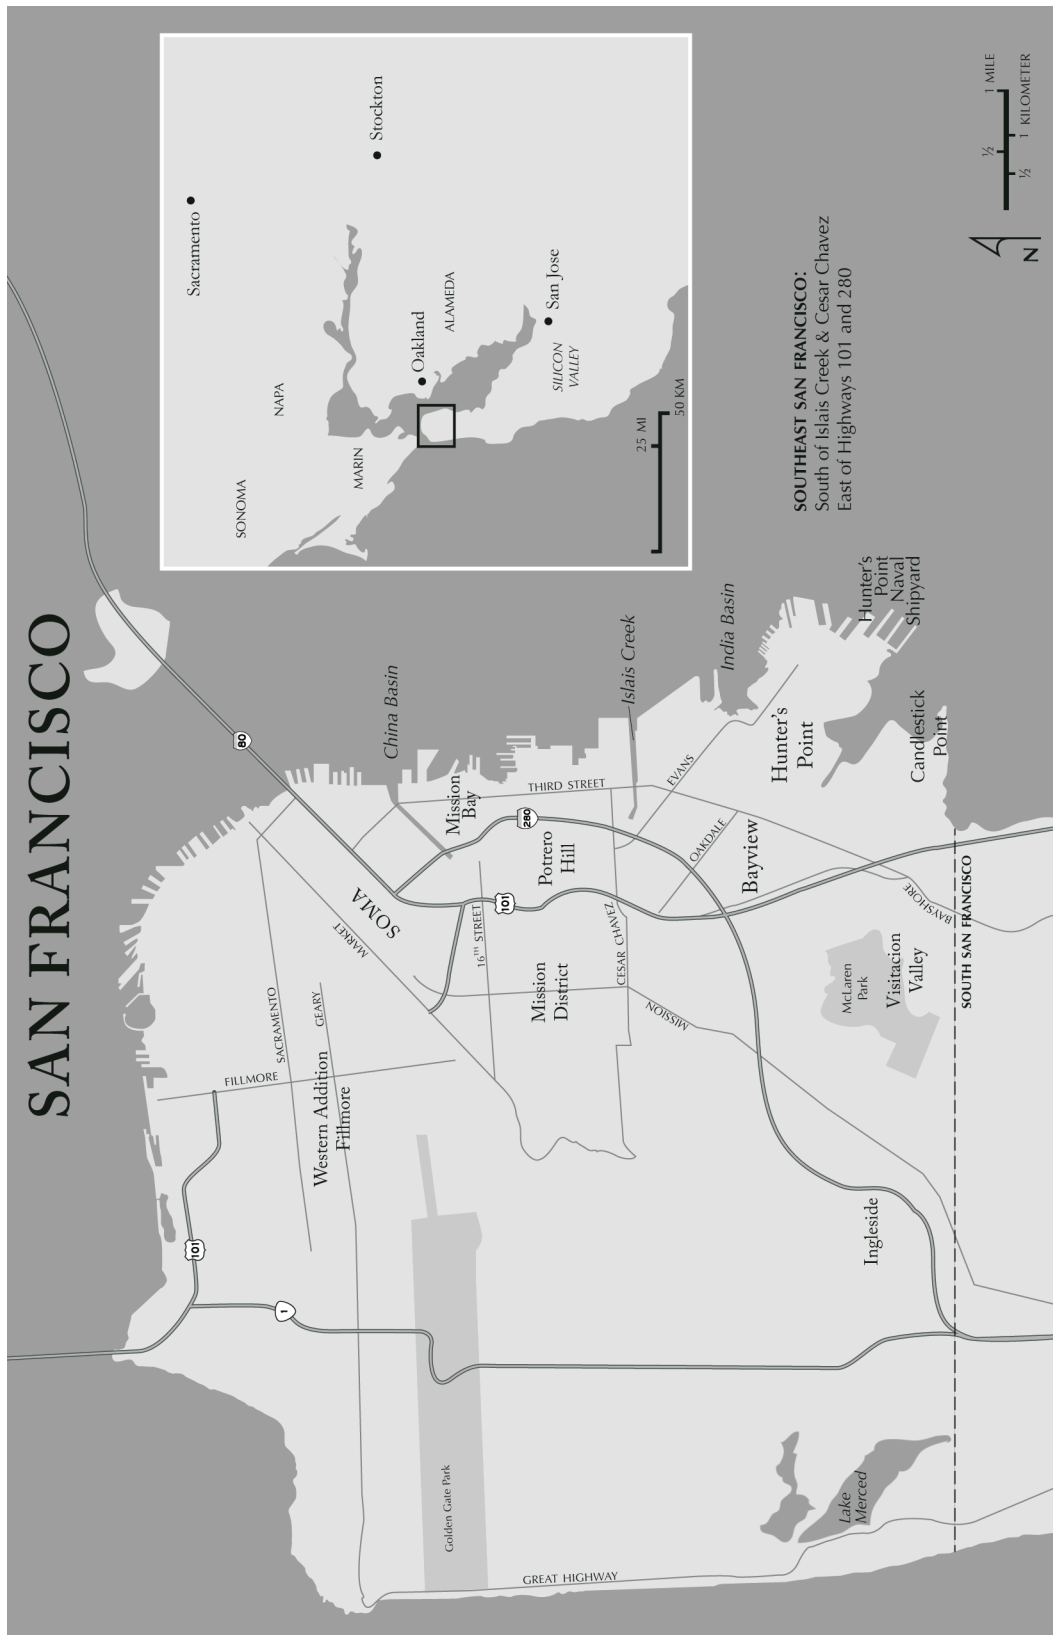 SAN FRANCISCO
Sacramento
Stockton
NAPA
SONOMA
MARIN
Oakland
ALAMEDA
San Jose
SILICON
VALLEY
25 MI
50 KM
SOUTHEAST SAN FRANCISCO:
South of Islais Creek & Cesar Chavez
East of Highways 101 and 280
½
1 MILE
½
1 KILOMETER
N
80
China Basin
Islais Creek
India Basin
Hunter's
Point
Naval
Shipyard
Candlestick
Point
Hunter's
Point
Mission
Bay
THIRD STREET
EVANS
280
OAKDALE
Potrero
Hill
Bayview
SOMA
MARKET
101
16TH STREET
CESAR CHAVEZ
BAYSHORE
SOUTH SAN FRANCISCO
Mission
District
MISSION
McLaren
Park
Visitacion
Valley
SACRAMENTO
GEARY
FILLMORE
Western Addition
Fillmore
101
1
Ingleside
Golden Gate Park
Lake
Merced
GREAT HIGHWAY